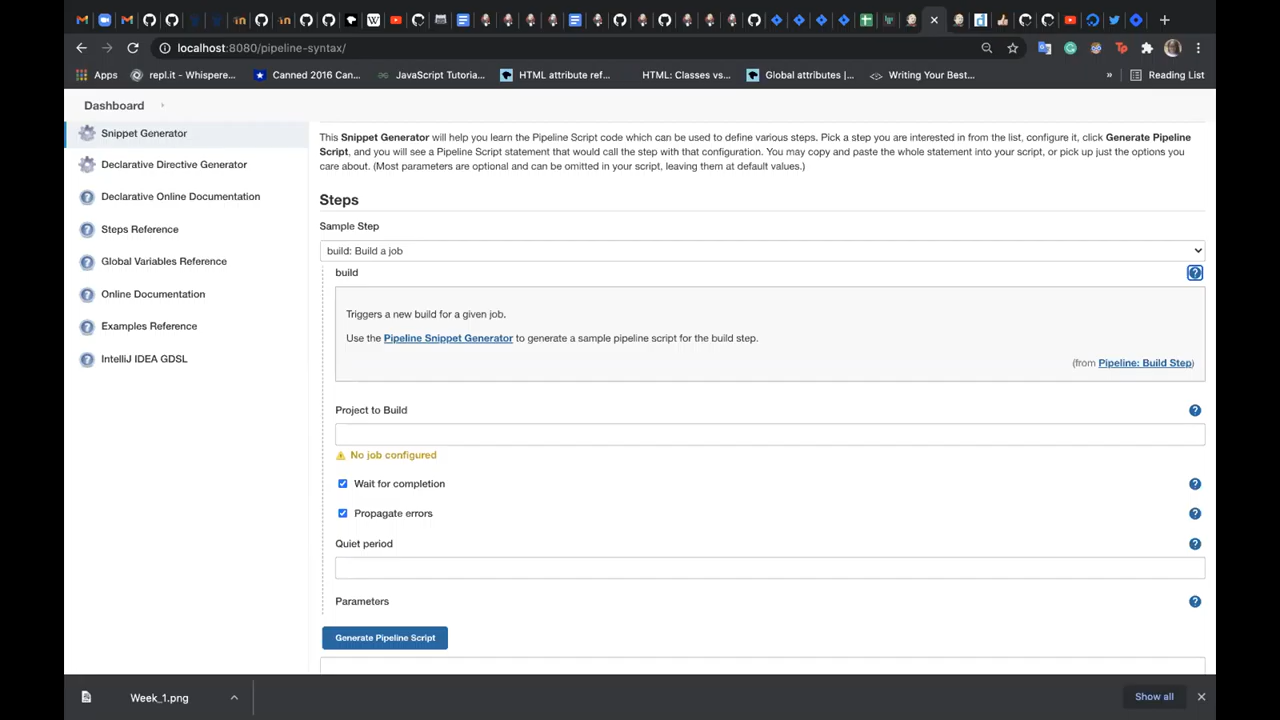 localhost:8080/pipeline-syntax/
Apps
repl.it - Whispere...
Canned 2016 Can...
JavaScript Tutoria...
HTML attribute ref...
HTML: Classes vs...
Global attributes |...
Writing Your Best...
»
Reading List
Dashboard
Snippet Generator
Declarative Directive Generator
Declarative Online Documentation
Steps Reference
Global Variables Reference
Online Documentation
Examples Reference
IntelliJ IDEA GDSL
This Snippet Generator will help you learn the Pipeline Script code which can be used to define various steps. Pick a step you are interested in from the list, configure it, click Generate Pipeline
Script, and you will see a Pipeline Script statement that would call the step with that configuration. You may copy and paste the whole statement into your script, or pick up just the options you
care about. (Most parameters are optional and can be omitted in your script, leaving them at default values.)
Steps
Sample Step
build: Build a job
build
Triggers a new build for a given job.
Use the Pipeline Snippet Generator to generate a sample pipeline script for the build step.
(from Pipeline: Build Step)
Project to Build
No job configured
Wait for completion
Propagate errors
Quiet period
Parameters
Generate Pipeline Script
Week_1.png
Show all